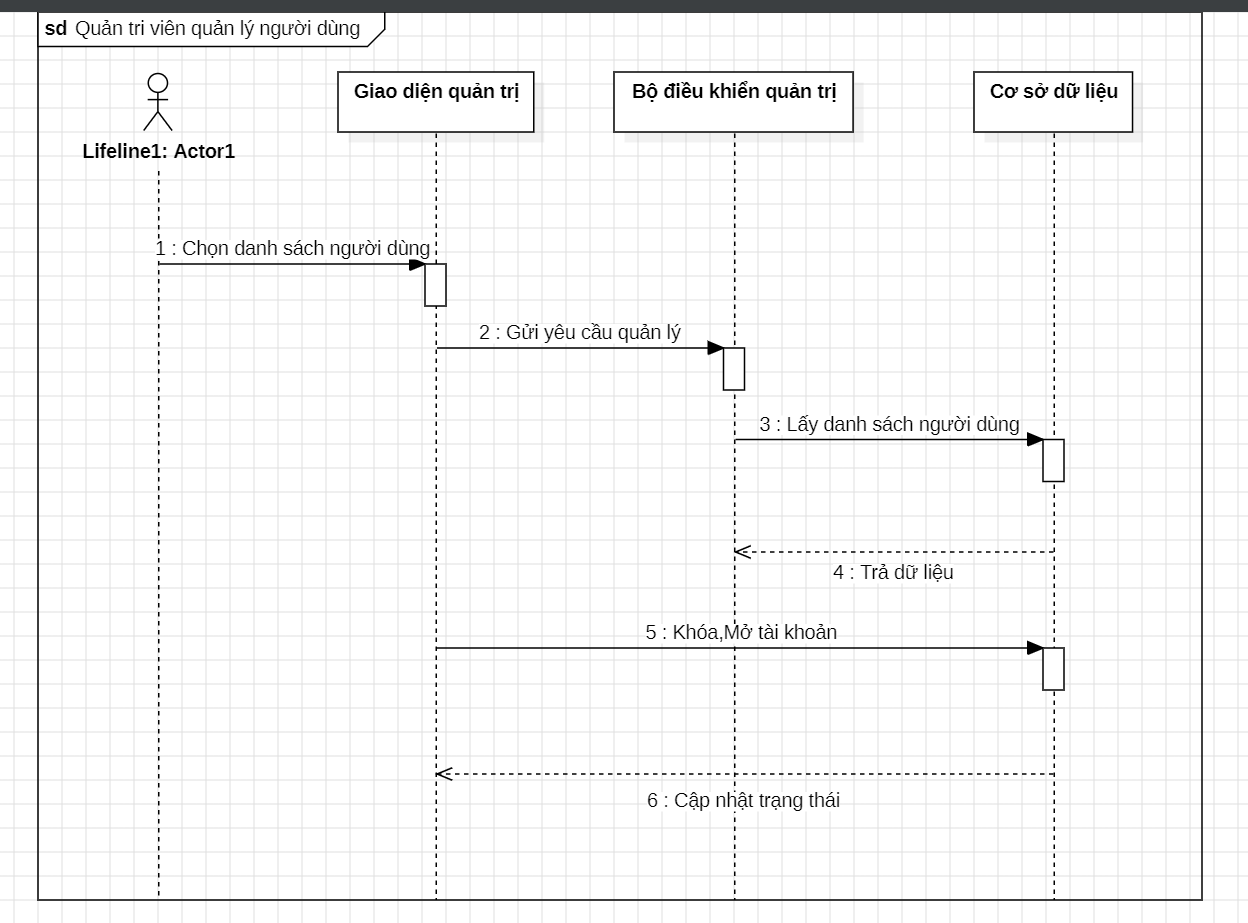 sd Quản tri viên quản lý người dùng
Giao diện quản trị
Bộ điều khiển quản trị
Cơ sở dữ liệu
Lifeline1: Actor1
1 : Chọn danh sách người dùng
2 : Gửi yêu cầu quản lý
3 : Lấy danh sách người dùng
4 : Trả dữ liệu
5 : Khóa,Mở tài khoản
6 : Cập nhật trạng thái